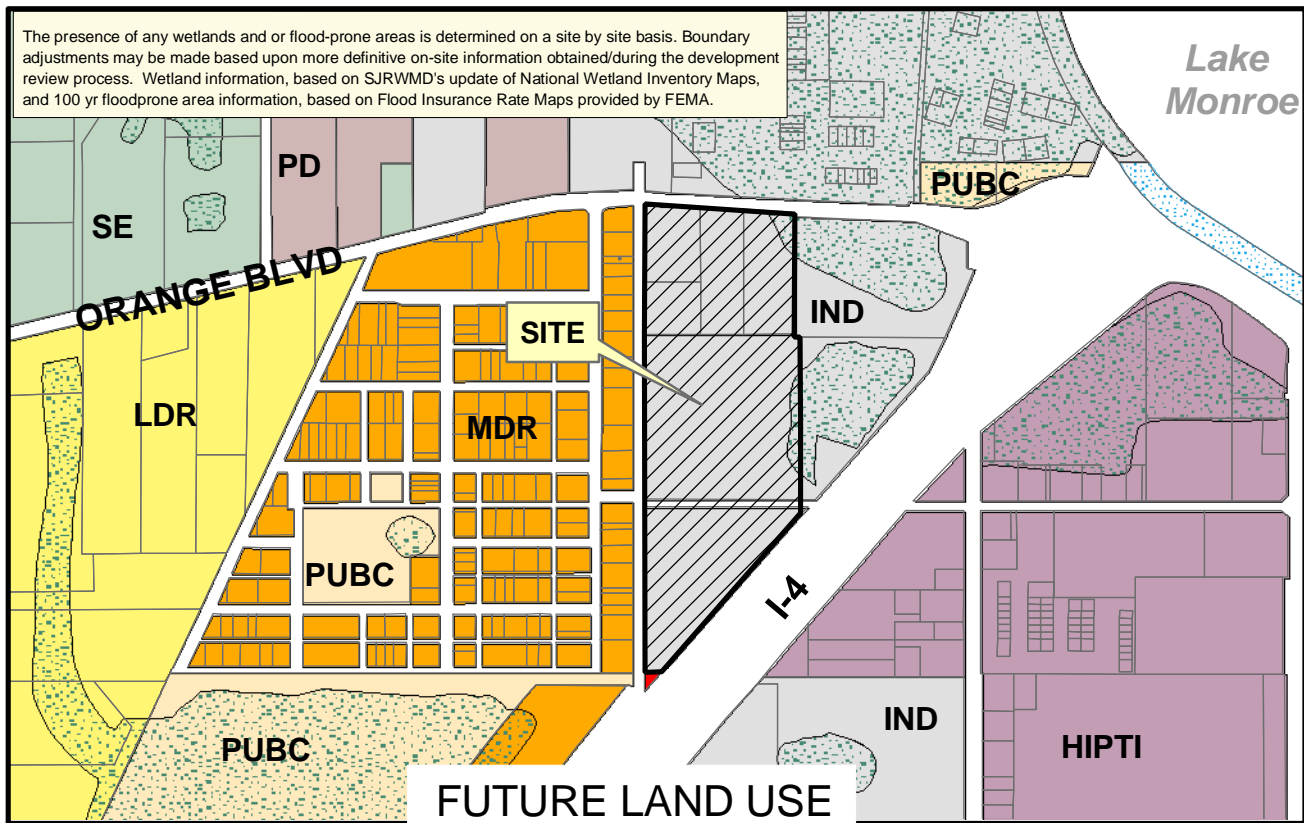 The presence of any wetlands and or flood-prone areas is determined on a site by site basis. Boundary
adjustments may be made based upon more definitive on-site information obtained/during the development
review process. Wetland information, based on SJRWMD's update of National Wetland Inventory Maps,
and 100 yr floodprone area information, based on Flood Insurance Rate Maps provided by FEMA.
Lake
Monroe
PD
PUBC
SE
ORANGE BLVD
SITE
IND
LDR
MDR
PUBC
I-4
PUBC
IND
HIPTI
FUTURE LAND USE